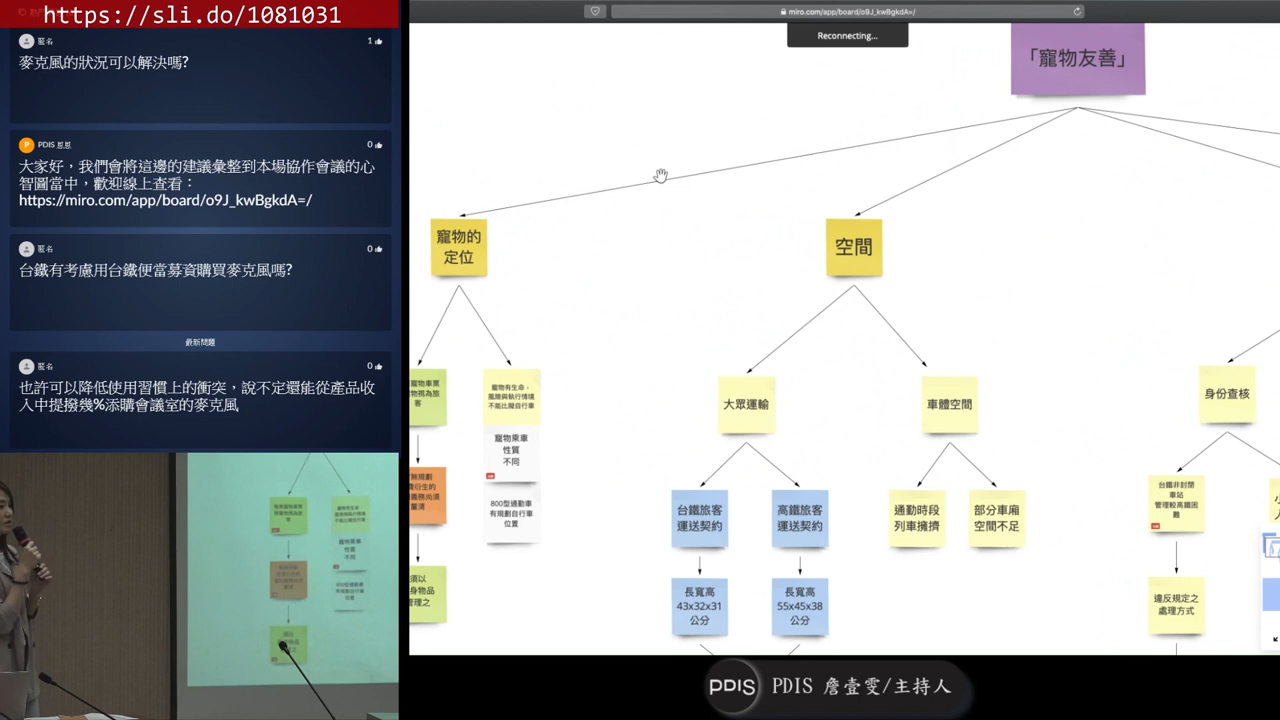 https://sli.do/1081031
匿名
1
麥克風的狀況可以解決嗎?
P
PDIS 恩恩
0
大家好，我們會將這邊的建議彙整到本場協作會議的心
智圖當中，歡迎線上查看：
https://miro.com/app/board/o9J_kwBgkdA=/
匿名
0
台鐵有考慮用台鐵便當募資購買麥克風嗎?
最新問題
匿名
0
也許可以降低使用習慣上的衝突，說不定還能從產品收
入中提撥幾%添購會議室的麥克風
miro.com/app/board/o9J_kwBgkdA=/
Reconnecting...
「寵物友善」
寵物的
定位
空間
寵物有生命，
風險與執行情境
不能比擬自行車
寵物乘車
性質
不同
800型通勤車
有規劃自行車
位置
大眾運輸
車體空間
台鐵旅客
運送契約
高鐵旅客
運送契約
長寬高
43x32x31
公分
長寬高
55x45x38
公分
通勤時段
列車擁擠
部分車廂
空間不足
身份查核
台鐵非封閉
車站
管理較高鐵困
難
違反規定之
處理方式
PDIS
PDIS 詹壹雯/主持人